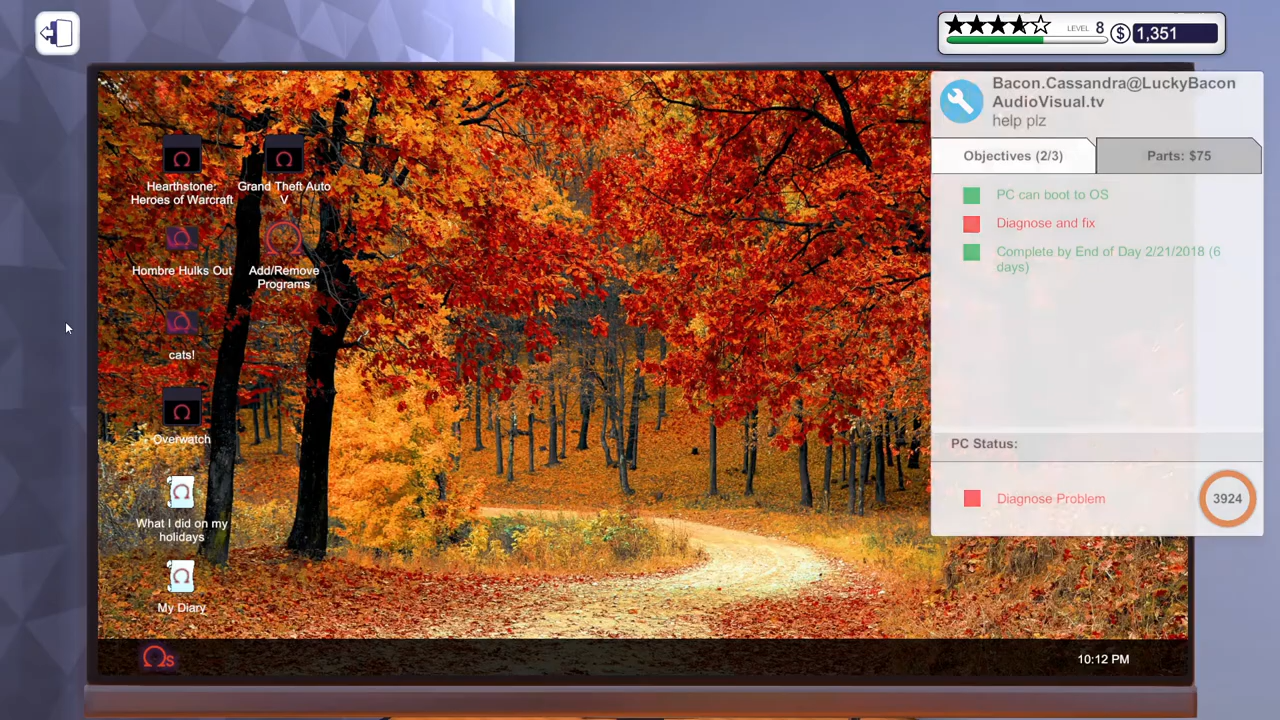 LEVEL 8 $ 1,351
Bacon.Cassandra@LuckyBacon
AudioVisual.tv
help plz
Objectives (2/3)
Parts: $75
PC can boot to OS
Diagnose and fix
Complete by End of Day 2/21/2018 (6
days)
PC Status:
Diagnose Problem
3924
Hearthstone:
Heroes of Warcraft
Grand Theft Auto
V
Hombre Hulks Out
Add/Remove
Programs
cats!
Overwatch
What I did on my
holidays
My Diary
Ωs
10:12 PM